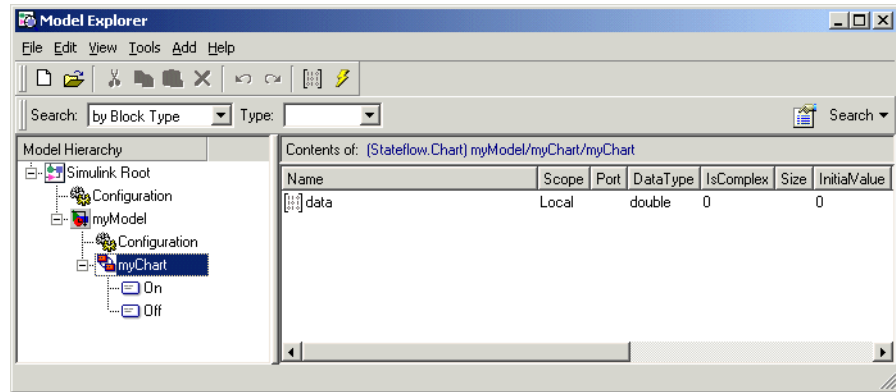 Model Explorer
File Edit View Tools Add Help
Search: by Block Type Type: Search
Model Hierarchy
Contents of: (Stateflow.Chart) myModel/myChart/myChart
Name Scope Port DataType IsComplex Size InitialValue
data Local double 0 0
Simulink Root
Configuration
myModel
Configuration
myChart
On
Off